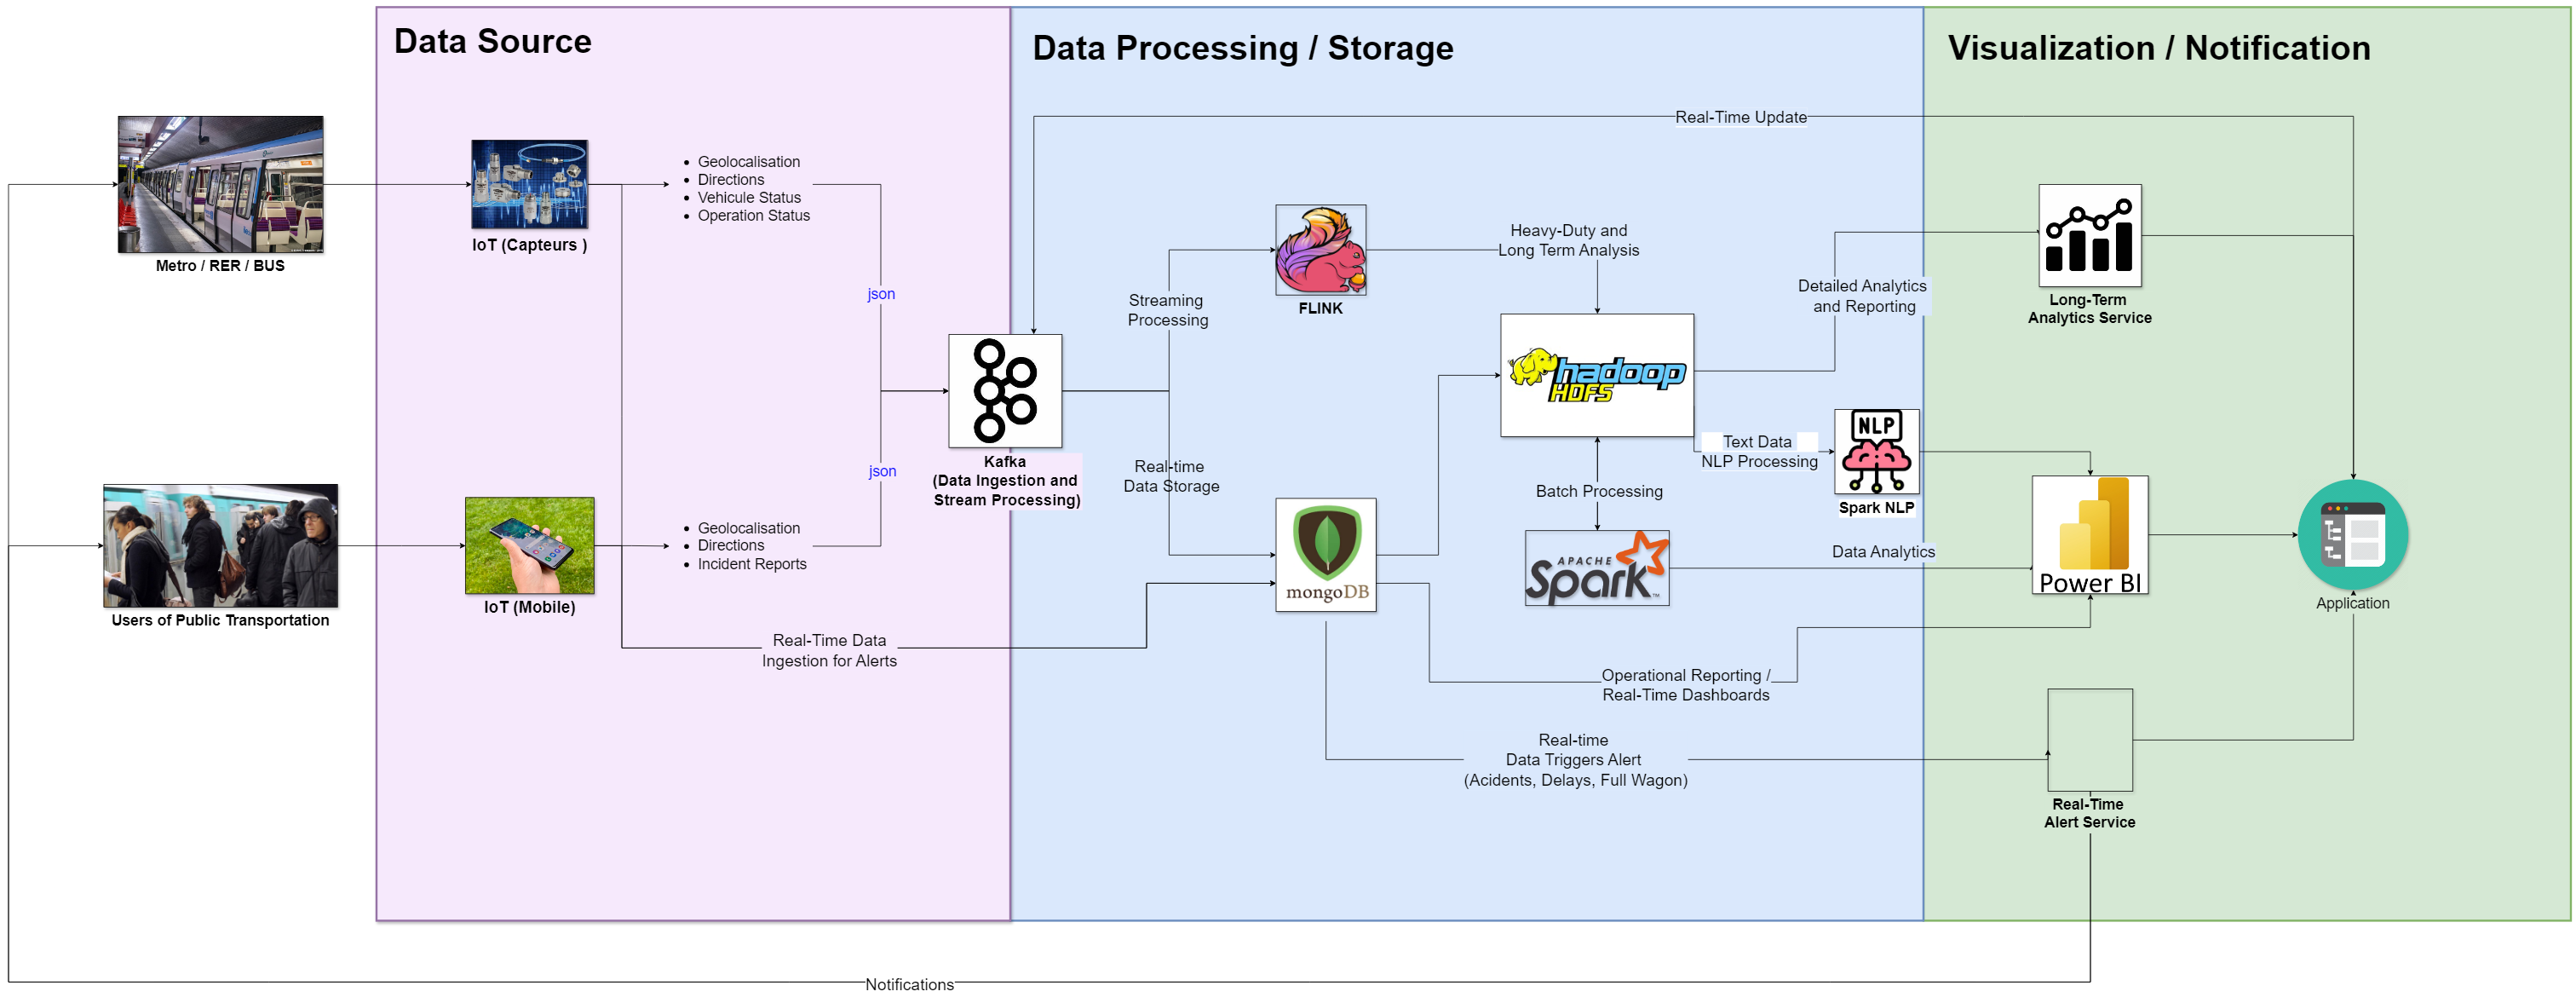 Data Source
Data Processing / Storage
Visualization / Notification
Real-Time Update
Metro / RER / BUS
IoT (Capteurs )
Geolocalisation
Directions
Vehicule Status
Operation Status
json
Streaming
Processing
FLINK
Heavy-Duty and
Long Term Analysis
Detailed Analytics
and Reporting
Long-Term
Analytics Service
hadoop
HDFS
Kafka
(Data Ingestion and
Stream Processing)
json
Real-time
Data Storage
Batch Processing
Text Data
NLP Processing
NLP
Spark NLP
Users of Public Transportation
IoT (Mobile)
Geolocalisation
Directions
Incident Reports
mongoDB
APACHE
Spark™
Data Analytics
Power BI
Application
Real-Time Data
Ingestion for Alerts
Operational Reporting /
Real-Time Dashboards
Real-time
Data Triggers Alert
(Acidents, Delays, Full Wagon)
Real-Time
Alert Service
Notifications